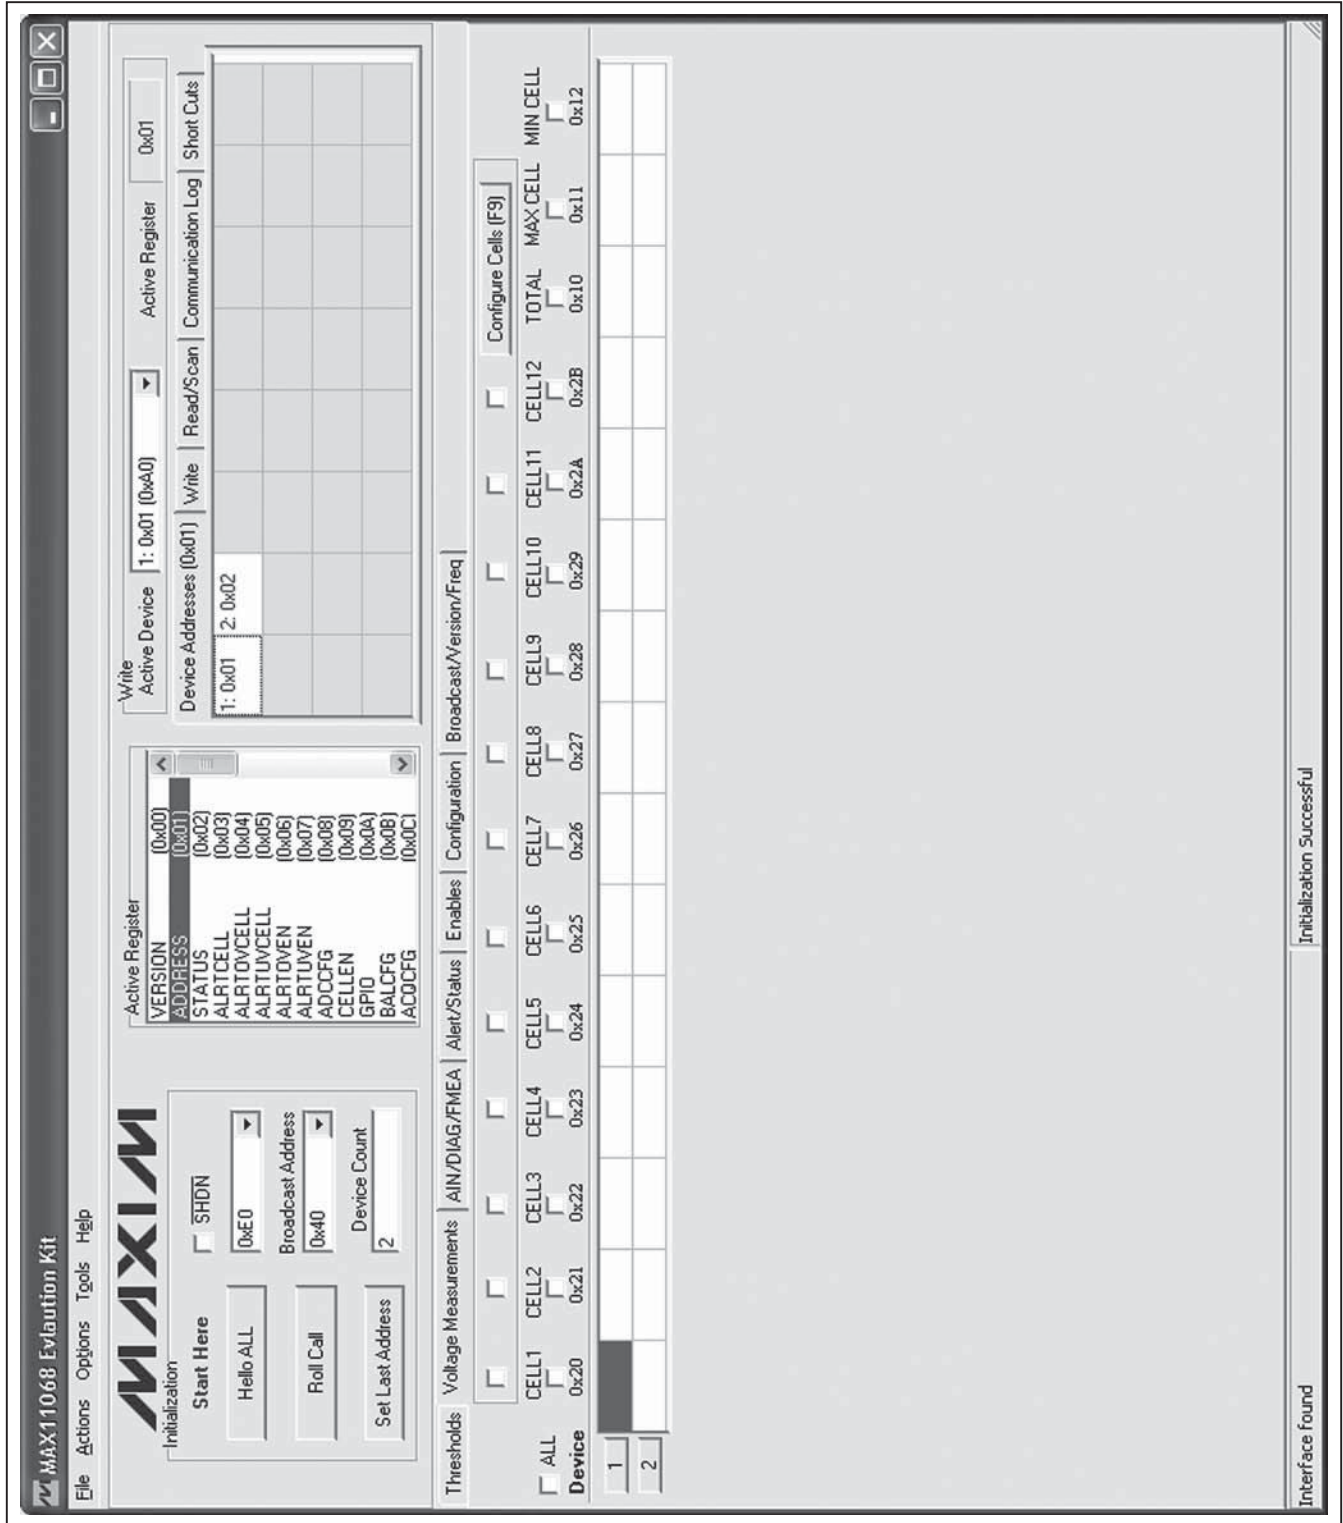 MAX11068 Evlaution Kit
File Actions Options Tools Help
MAXIM
Initialization
Start Here
SHDN
Hello ALL
0xE0
Broadcast Address
Roll Call
0x40
Device Count
Set Last Address
2
Active Register
VERSION (0x00)
ADDRESS (0x01)
STATUS (0x02)
ALRTCELL (0x03)
ALRTOVCELL (0x04)
ALRTUVCELL (0x05)
ALRTOVEN (0x06)
ALRTUVEN (0x07)
ADCCFG (0x08)
CELLEN (0x09)
GPIO (0x0A)
BALCFG (0x0B)
ACQCFG (0x0C)
Write
Active Device 1: 0x01 (0xA0) Active Register 0x01
Device Addresses (0x01) Write Read/Scan Communication Log Short Cuts
1: 0x01 2: 0x02
Thresholds Voltage Measurements AIN/DIAG/FMEA Alert/Status Enables Configuration Broadcast/Version/Freq
Configure Cells (F9)
ALL CELL1 CELL2 CELL3 CELL4 CELL5 CELL6 CELL7 CELL8 CELL9 CELL10 CELL11 CELL12 TOTAL MAX CELL MIN CELL
Device 0x20 0x21 0x22 0x23 0x24 0x25 0x26 0x27 0x28 0x29 0x2A 0x2B 0x10 0x11 0x12
1
2
Interface Found Initialization Successful